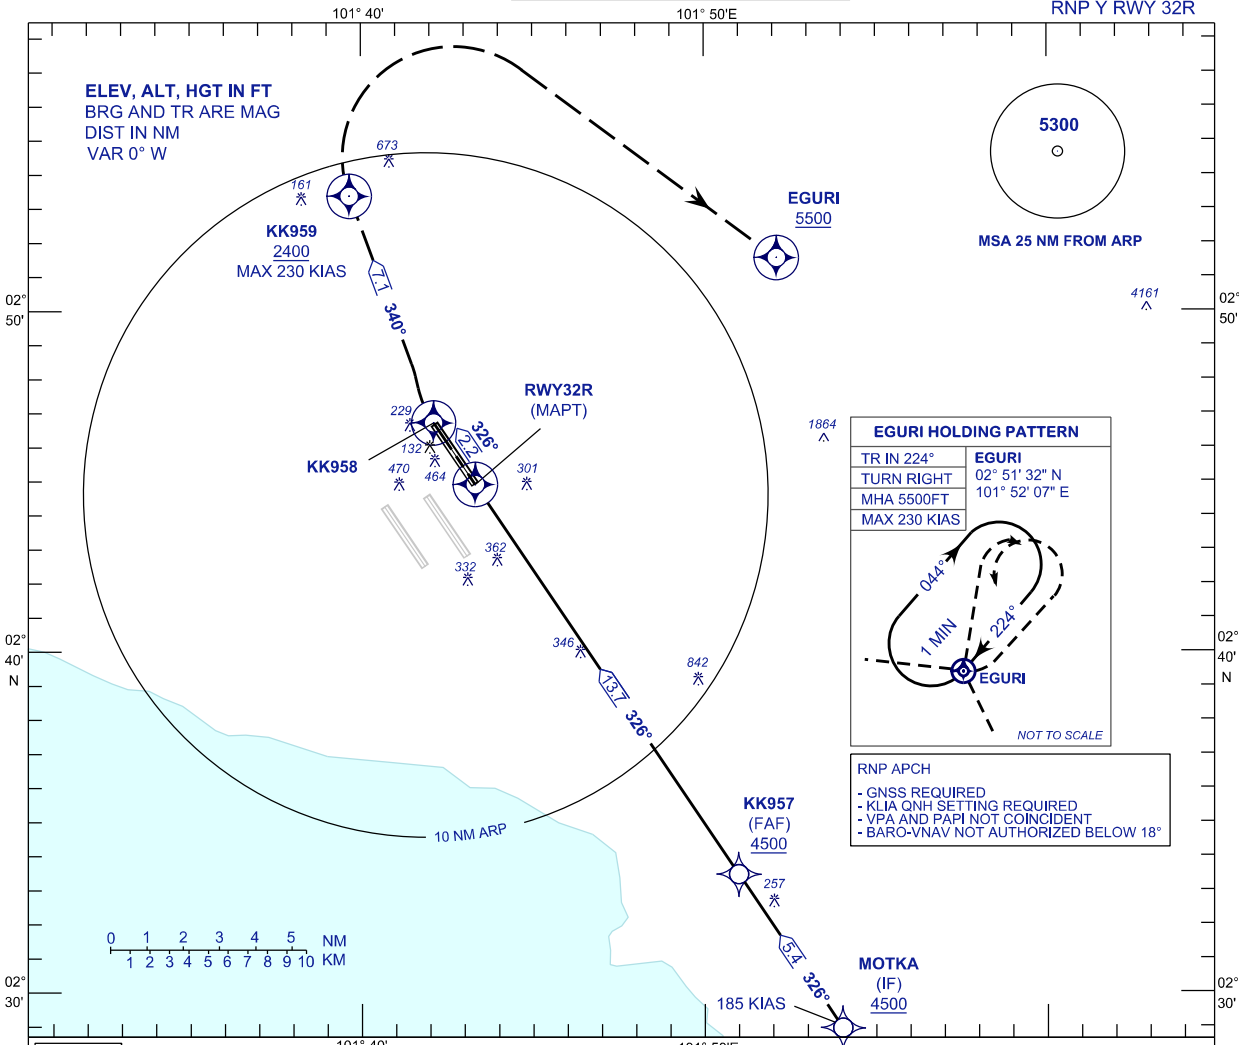 RNP Y RWY 32R
101° 40'
101° 50'E
ELEV, ALT, HGT IN FT
BRG AND TR ARE MAG
DIST IN NM
VAR 0° W
5300
MSA 25 NM FROM ARP
673
161
KK959
2400
MAX 230 KIAS
EGURI
5500
7.1
340°
4161
02°
50'
02°
50'
RWY32R
(MAPT)
229
132
326°
2.2
KK958
470
464
301
1864
362
332
EGURI HOLDING PATTERN
TR IN 224°
TURN RIGHT
MHA 5500FT
MAX 230 KIAS
EGURI
02° 51' 32" N
101° 52' 07" E
044°
224°
1 MIN
EGURI
NOT TO SCALE
02°
40'
N
02°
40'
N
346
842
13.7
326°
RNP APCH
- GNSS REQUIRED
- KLIA QNH SETTING REQUIRED
- VPA AND PAPI NOT COINCIDENT
- BARO-VNAV NOT AUTHORIZED BELOW 18°
10 NM ARP
KK957
(FAF)
4500
257
0 1 2 3 4 5 NM
1 2 3 4 5 6 7 8 9 10 KM
5.4
326°
MOTKA
(IF)
4500
185 KIAS
02°
30'
02°
30'
101° 40'
101° 50'E